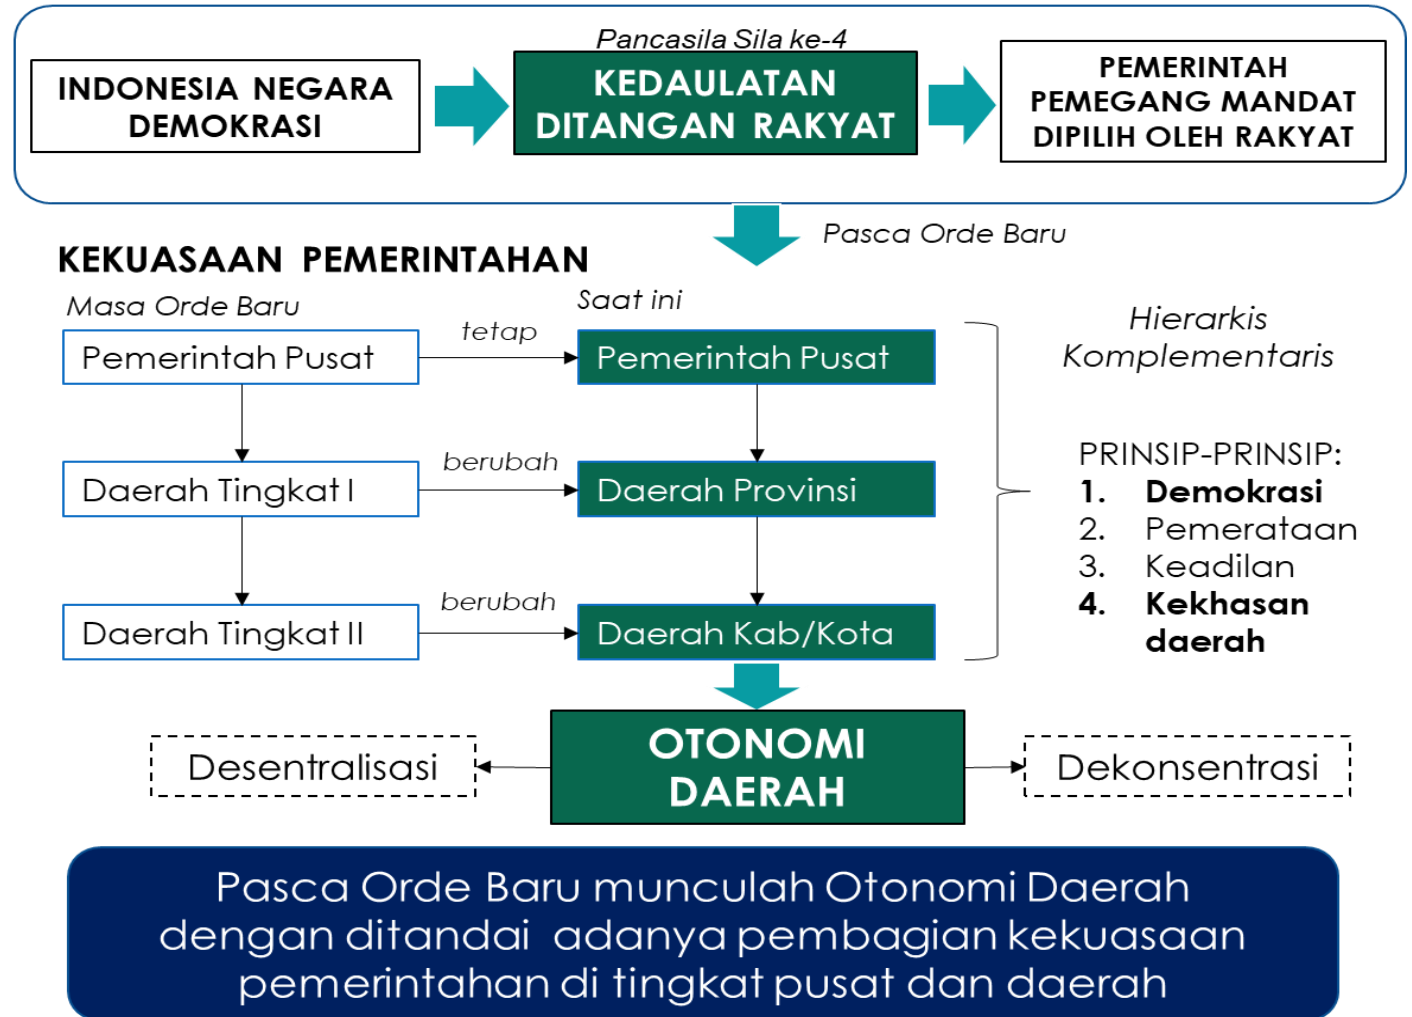 Pancasila Sila ke-4
INDONESIA NEGARA
DEMOKRASI
KEDAULATAN
DITANGAN RAKYAT
PEMERINTAH
PEMEGANG MANDAT
DIPILIH OLEH RAKYAT
Pasca Orde Baru
KEKUASAAN PEMERINTAHAN
Masa Orde Baru
Saat ini
Pemerintah Pusat
tetap
Pemerintah Pusat
Daerah Tingkat I
berubah
Daerah Provinsi
Daerah Tingkat II
berubah
Daerah Kab/Kota
Hierarkis
Komplementaris
PRINSIP-PRINSIP:
1. Demokrasi
2. Pemerataan
3. Keadilan
4. Kekhasan
daerah
Desentralisasi
OTONOMI
DAERAH
Dekonsentrasi
Pasca Orde Baru munculah Otonomi Daerah
dengan ditandai adanya pembagian kekuasaan
pemerintahan di tingkat pusat dan daerah